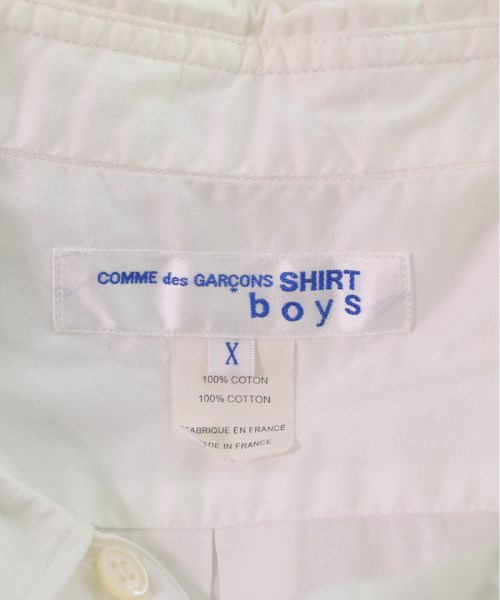 COMME des GARÇONS SHIRT
boys
X
100% COTON
100% COTTON
FABRIQUE EN FRANCE
MADE IN FRANCE